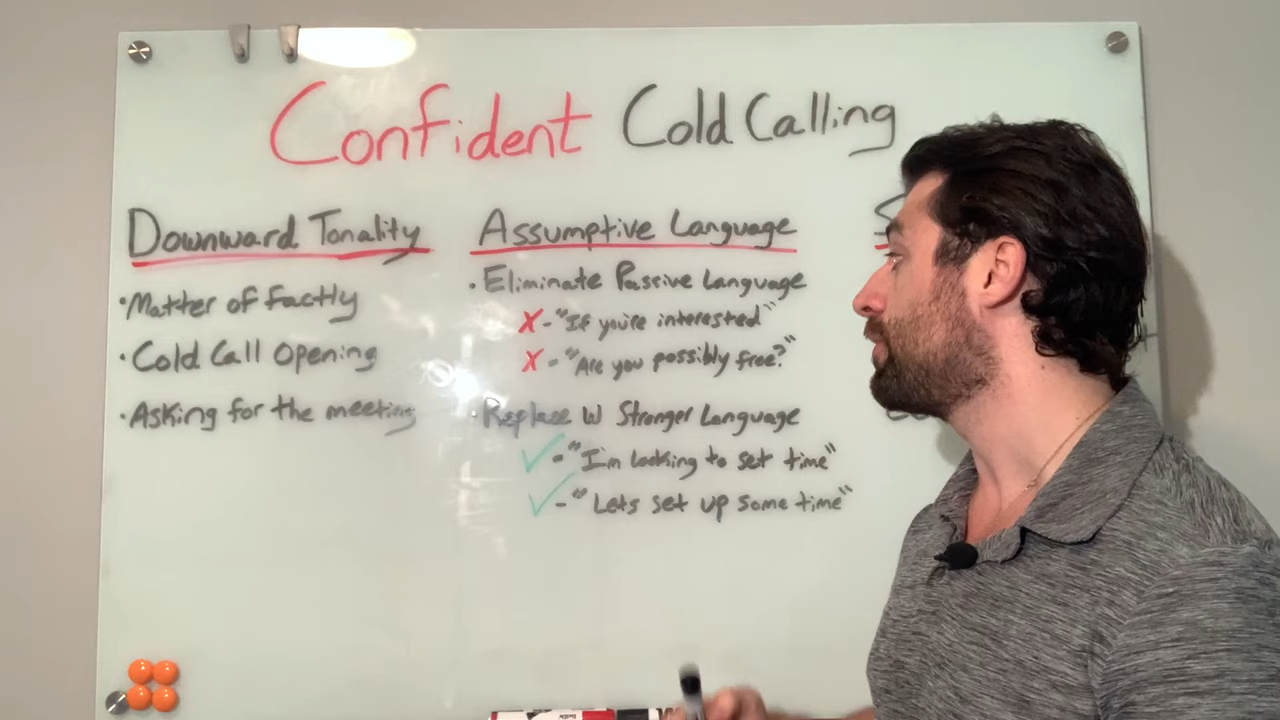 Confident Cold Calling
Downward Tonality
• Matter of factly
• Cold Call Opening
• Asking for the meeting
Assumptive Language
• Eliminate Passive Language
X - "If you're interested"
X - "Are you possibly free?"
• Replace W Stronger Language
✓ - "I'm looking to set time"
✓ - "Lets set up some time"
S